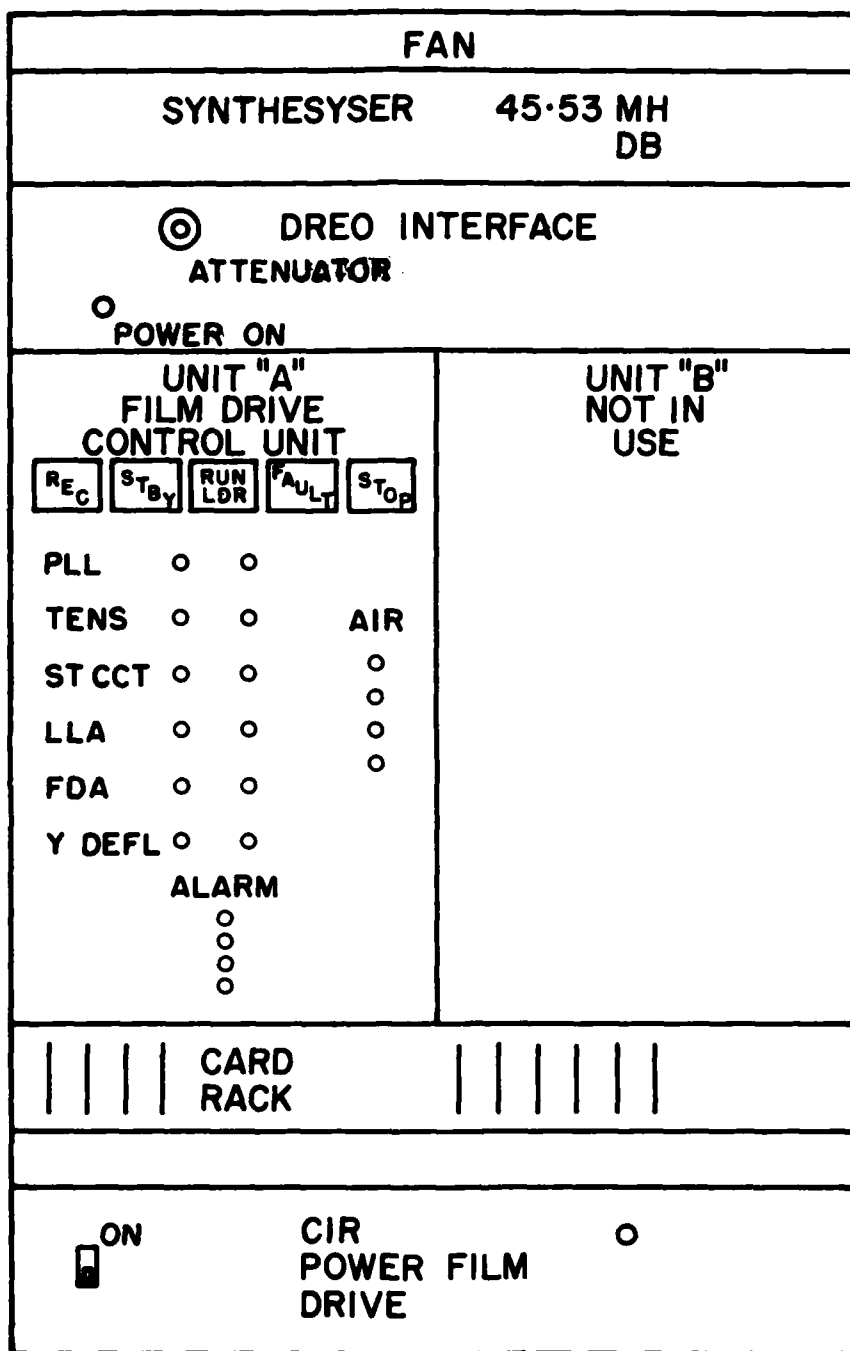 FAN
SYNTHESYSER 45·53 MH
DB
DREO INTERFACE
ATTENUATOR
POWER ON
UNIT "A"
FILM DRIVE
CONTROL UNIT
UNIT "B"
NOT IN
USE
REC STBY RUN LDR FAULT STOP
PLL
TENS AIR
ST CCT
LLA
FDA
Y DEFL
ALARM
CARD
RACK
ON CIR
POWER FILM
DRIVE